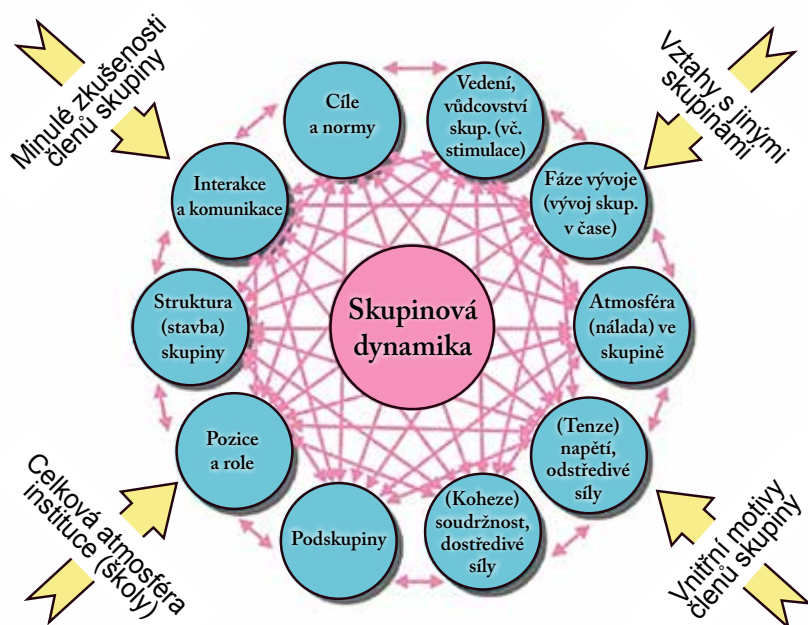 Minulé zkušenosti
členů skupiny
Vztahy s jinými
skupinami
Cíle
a normy
Vedení,
vůdcovství
skup. (vč.
stimulace)
Interakce
a komunikace
Fáze vývoje
(vývoj skup.
v čase)
Struktura
(stavba)
skupiny
Skupinová
dynamika
Atmosféra
(nálada) ve
skupině
Pozice
a role
(Tenze)
napětí,
odstředivé
síly
Podskupiny
(Koheze)
soudržnost,
dostředivé
síly
Celková atmosféra
instituce (školy)
Vnitřní motivy
členů skupiny